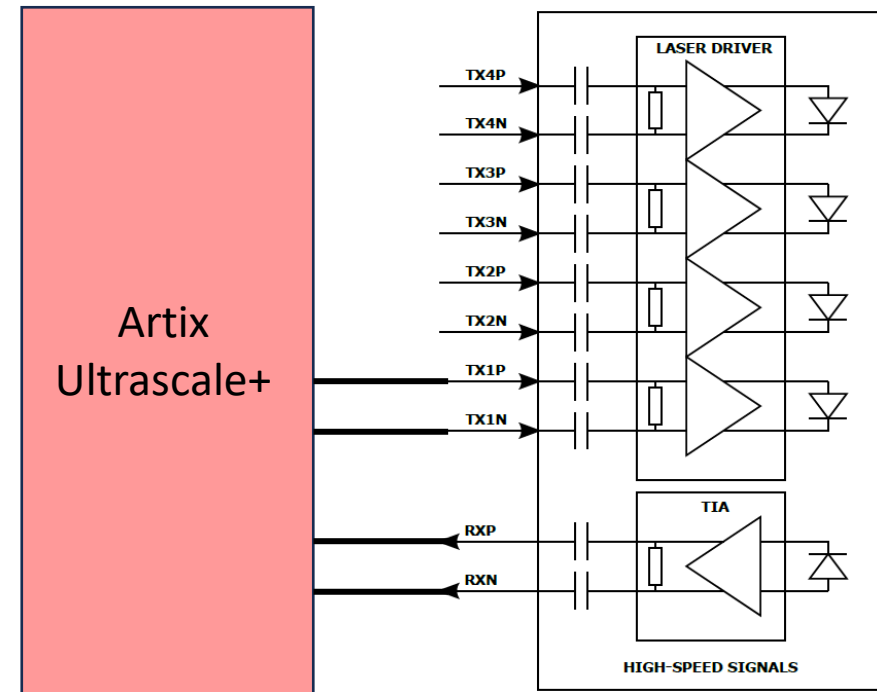 LASER DRIVER
TX4P
TX4N
TX3P
TX3N
TX2P
TX2N
Artix
Ultrascale+
TX1P
TX1N
TIA
RXP
RXN
HIGH-SPEED SIGNALS